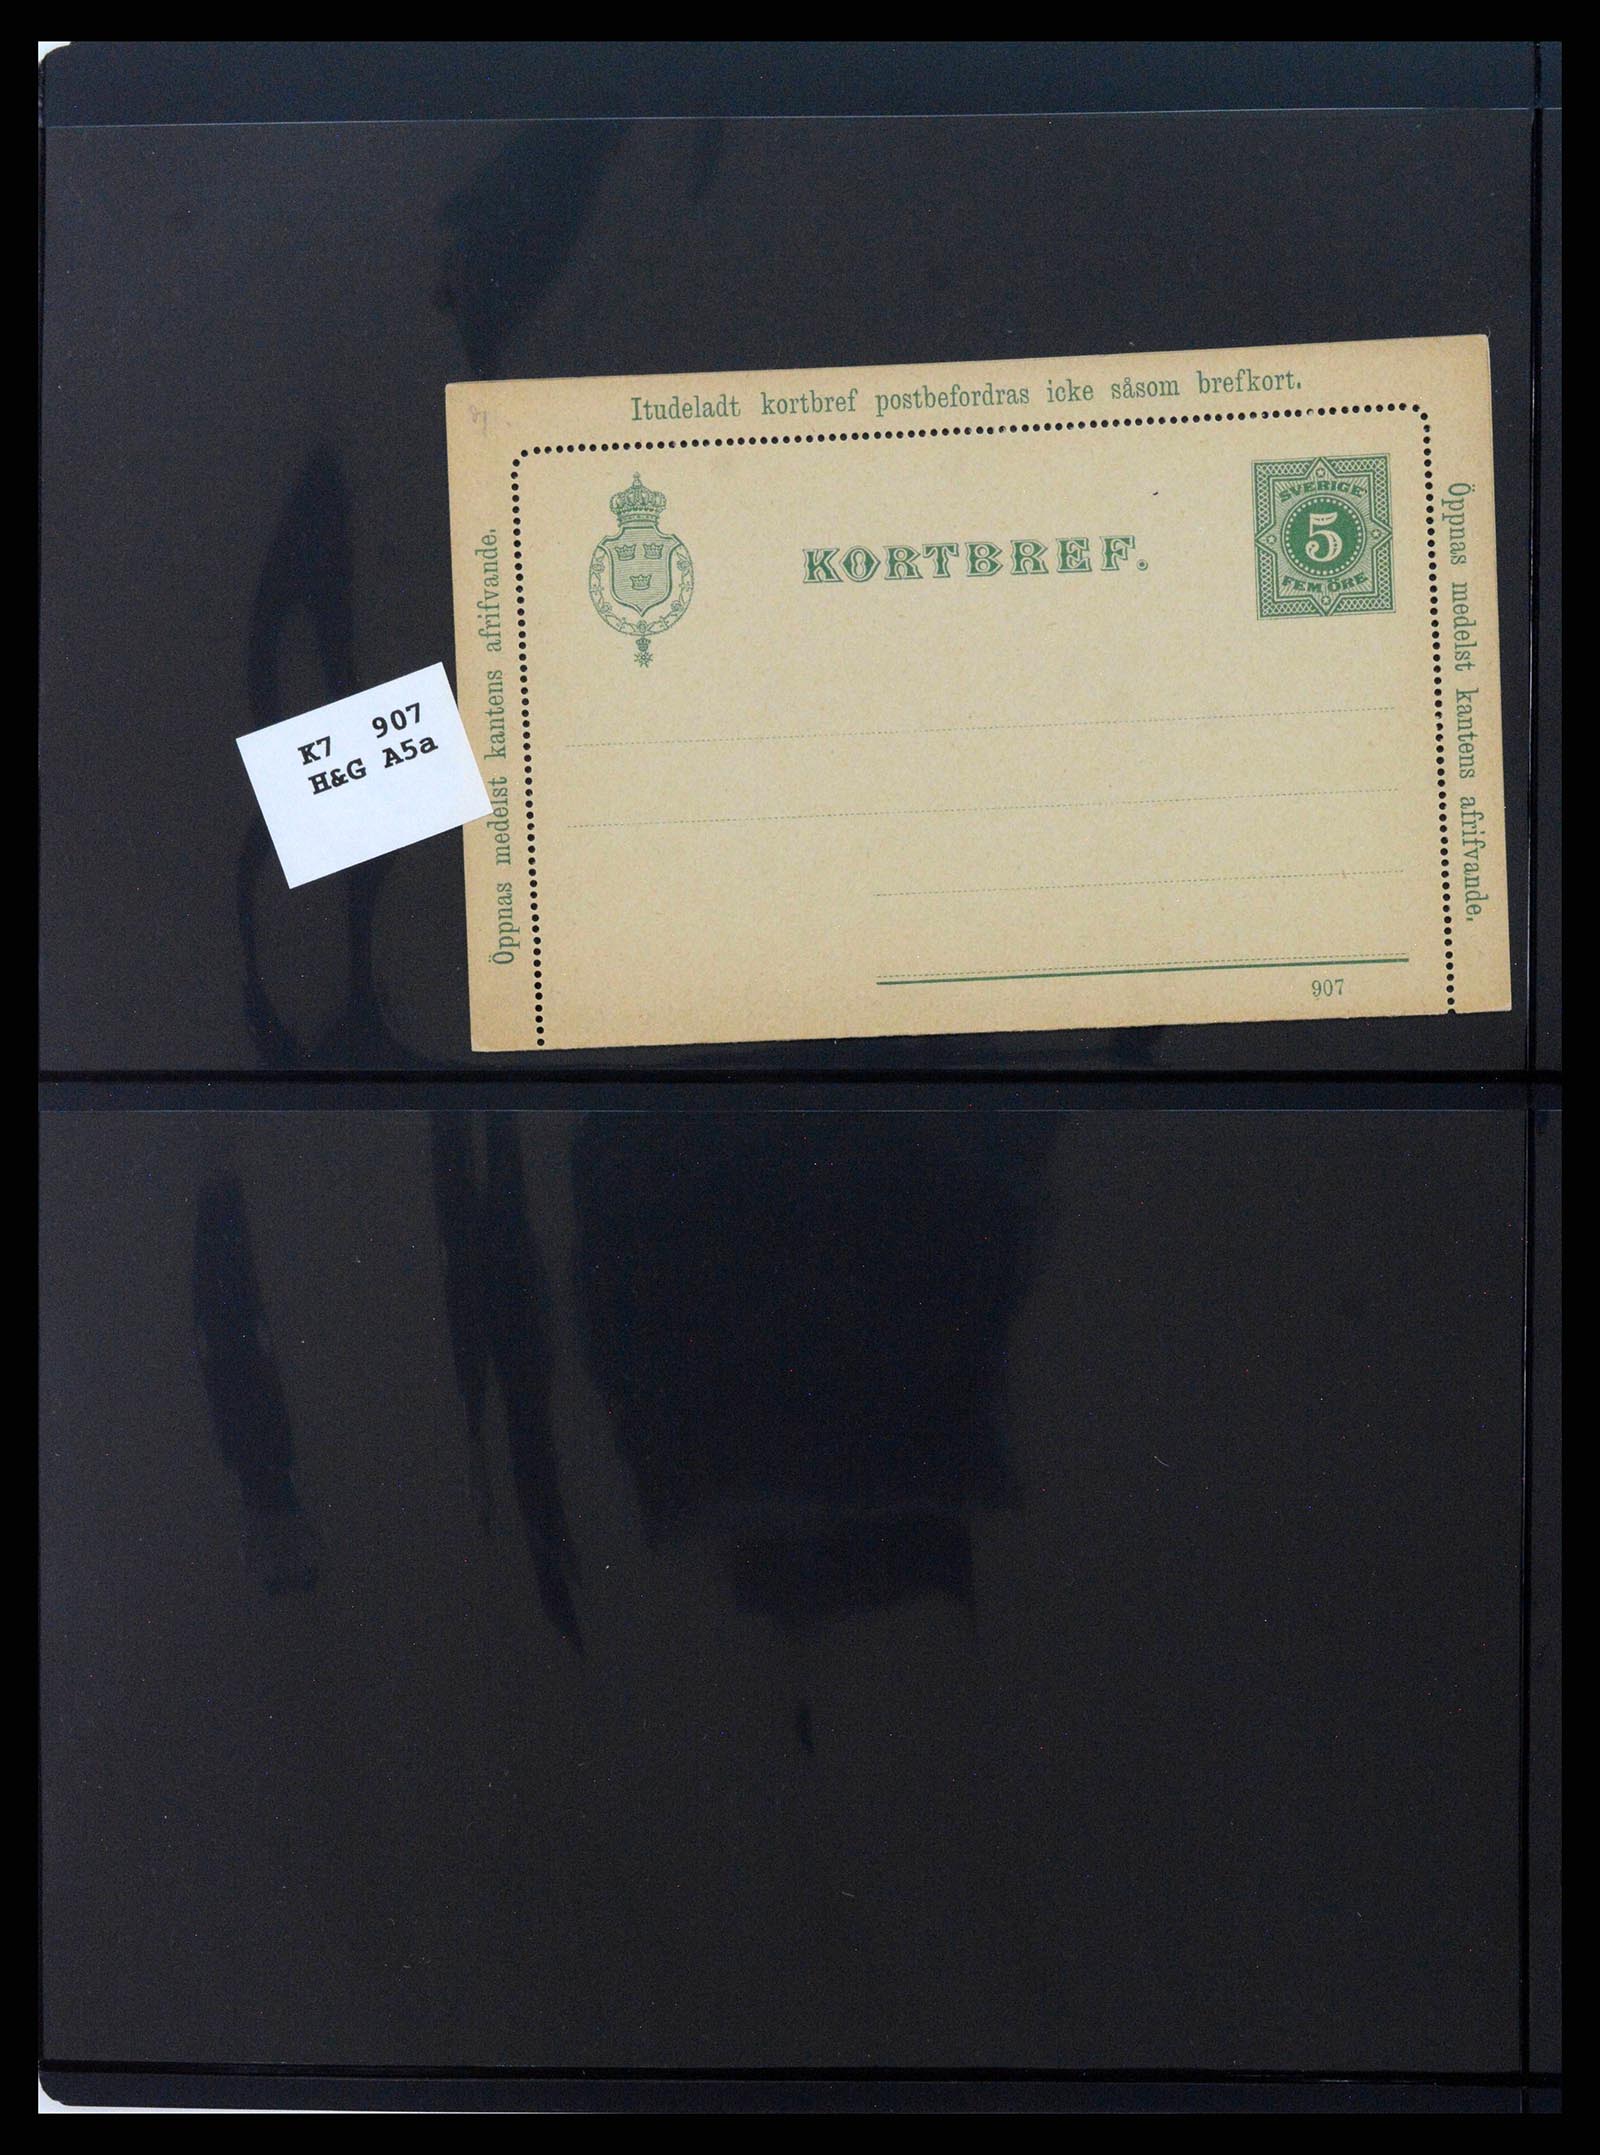 Itudeladt kortbref postbefordras icke såsom brefkort.
Öppnas medelst kantens afrifvande.
KORTBREF.
SVERIGE
5
FEM ÖRE
Öppnas medelst kantens afrifvande.
K7 907
H&G A5a
907